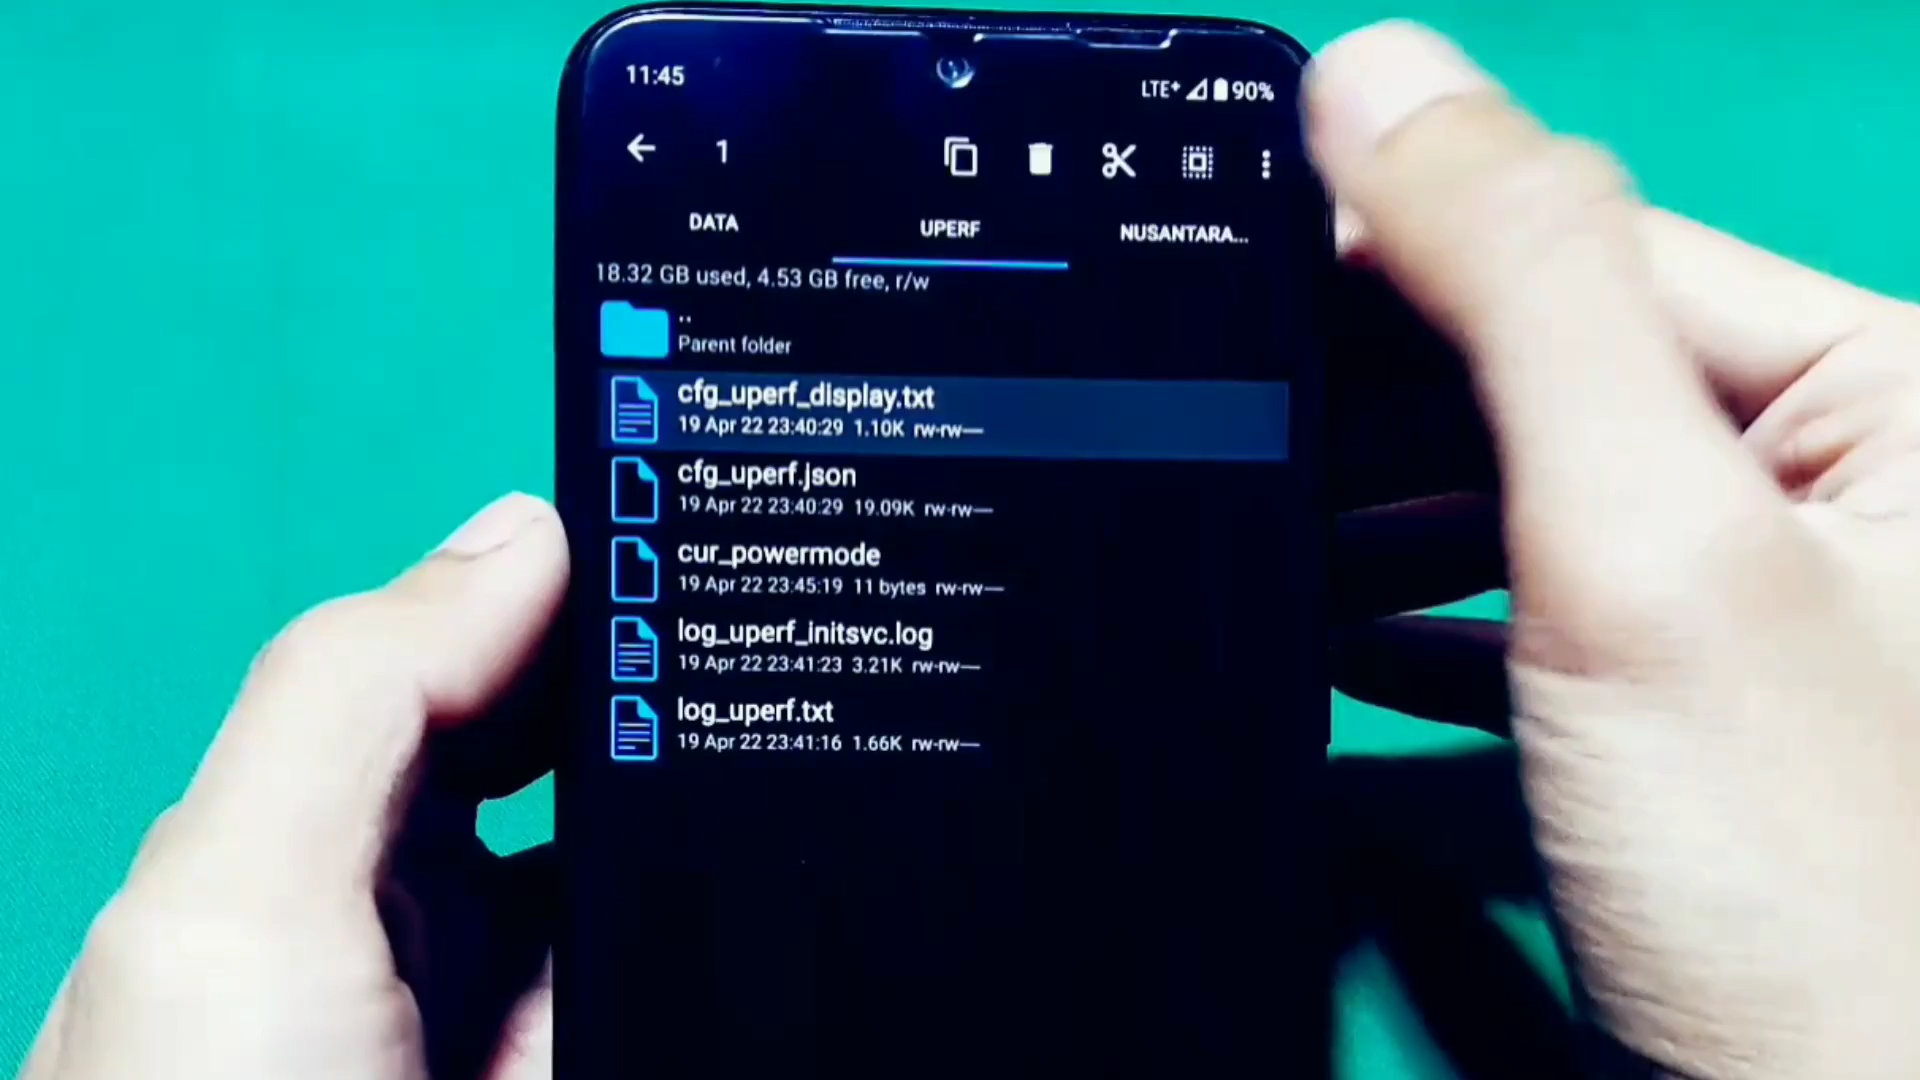 11:45
LTE+ 90%
1
DATA UPERF NUSANTARA...
18.32 GB used, 4.53 GB free, r/w
..
Parent folder
cfg_uperf_display.txt
19 Apr 22 23:40:29 1.10K rw-rw—
cfg_uperf.json
19 Apr 22 23:40:29 19.09K rw-rw—
cur_powermode
19 Apr 22 23:45:19 11 bytes rw-rw—
log_uperf_initsvc.log
19 Apr 22 23:41:23 3.21K rw-rw—
log_uperf.txt
19 Apr 22 23:41:16 1.66K rw-rw—